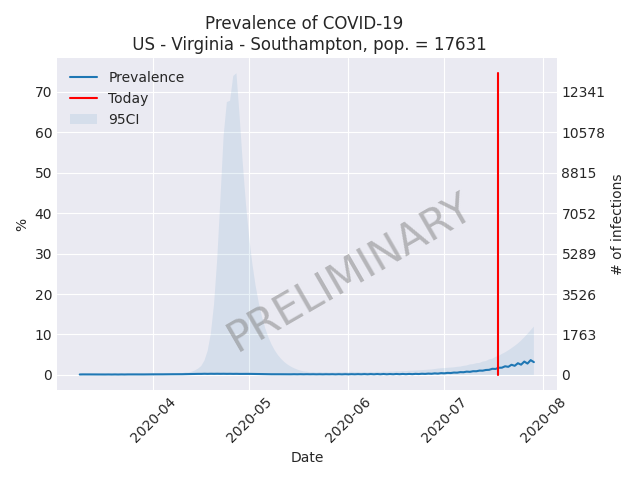 Prevalence of COVID-19
US - Virginia - Southampton, pop. = 17631
Prevalence
Today
95CI
70
60
50
40
30
20
10
0
%
12341
10578
8815
7052
5289
3526
1763
0
# of infections
PRELIMINARY
2020-04
2020-05
2020-06
2020-07
2020-08
Date